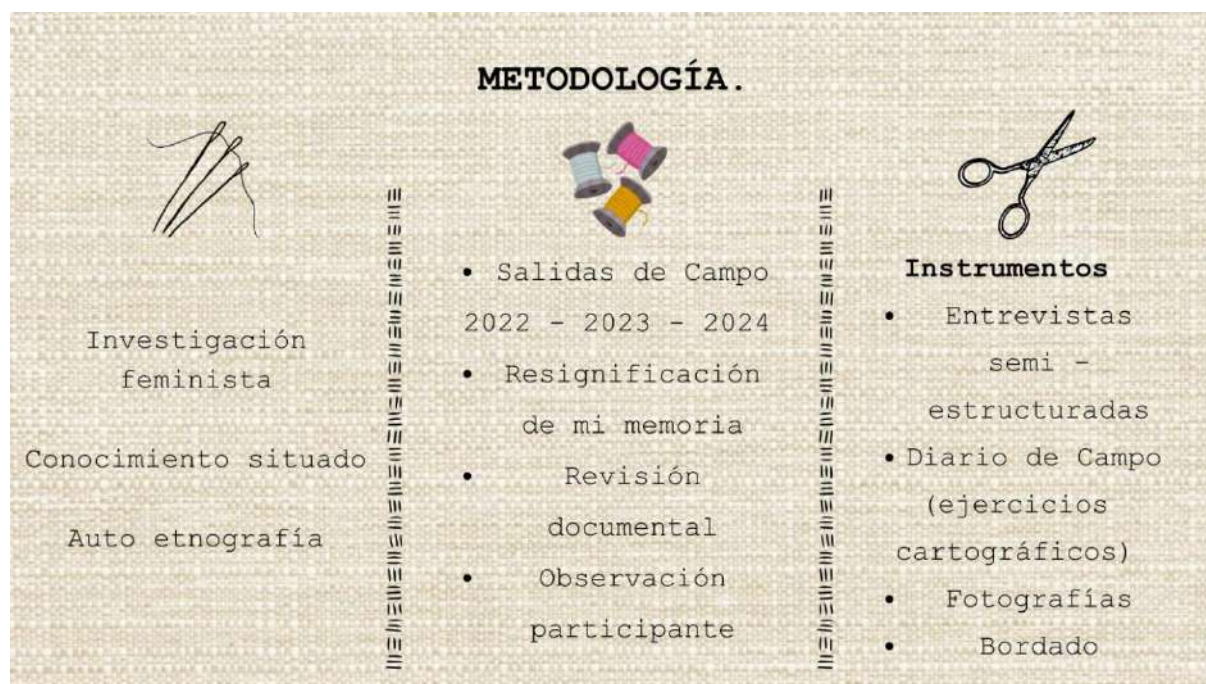 METODOLOGÍA.
Investigación
feminista
Conocimiento situado
Auto etnografía
• Salidas de Campo
2022 - 2023 - 2024
• Resignificación
de mi memoria
• Revisión
documental
• Observación
participante
Instrumentos
• Entrevistas
semi -
estructuradas
• Diario de Campo
(ejercicios
cartográficos)
• Fotografías
• Bordado